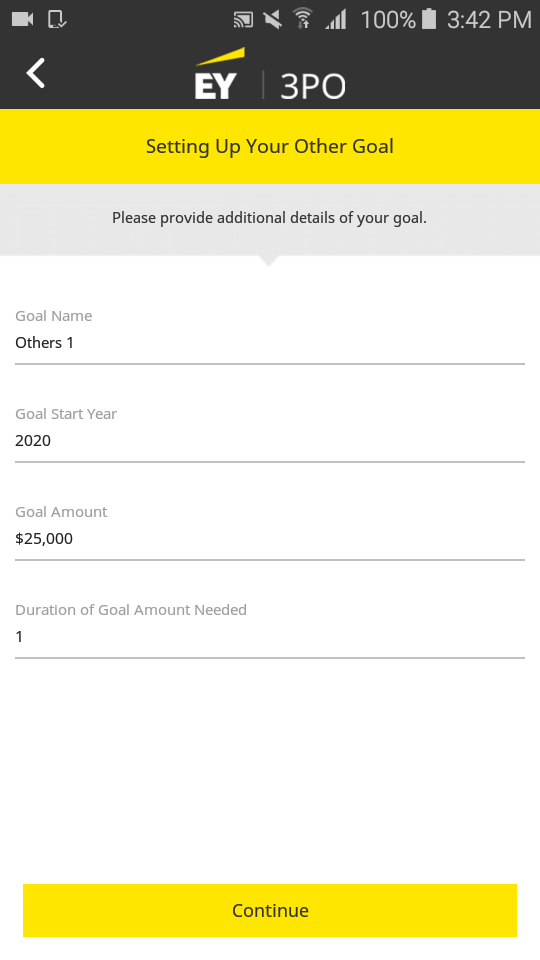 100% 3:42 PM
EY | 3PO
Setting Up Your Other Goal
Please provide additional details of your goal.
Goal Name
Others 1
Goal Start Year
2020
Goal Amount
$25,000
Duration of Goal Amount Needed
1
Continue